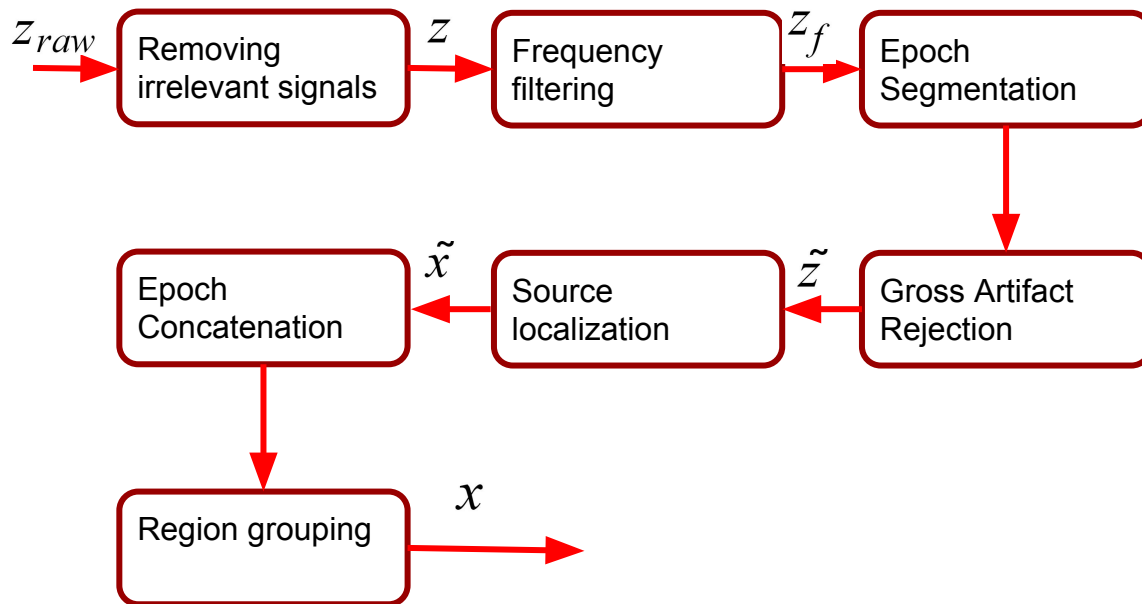 z_raw
Removing
irrelevant signals
z
Frequency
filtering
z_f
Epoch
Segmentation
x̃
Epoch
Concatenation
Source
localization
z̃
Gross Artifact
Rejection
Region grouping
x